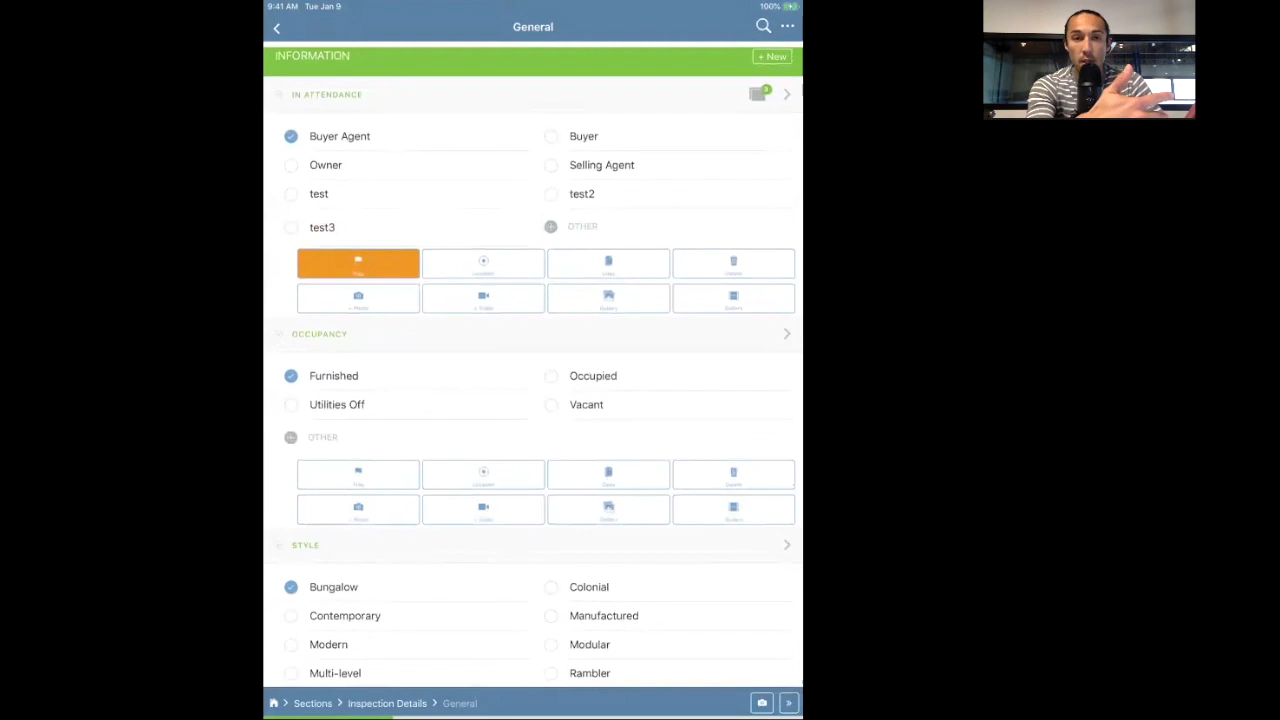 9:41 AM Tue Jan 9 100%
General
INFORMATION + New
IN ATTENDANCE 3
Buyer Agent Buyer
Owner Selling Agent
test test2
test3 OTHER
OCCUPANCY
Furnished Occupied
Utilities Off Vacant
OTHER
STYLE
Bungalow Colonial
Contemporary Manufactured
Modern Modular
Multi-level Rambler
Sections Inspection Details General